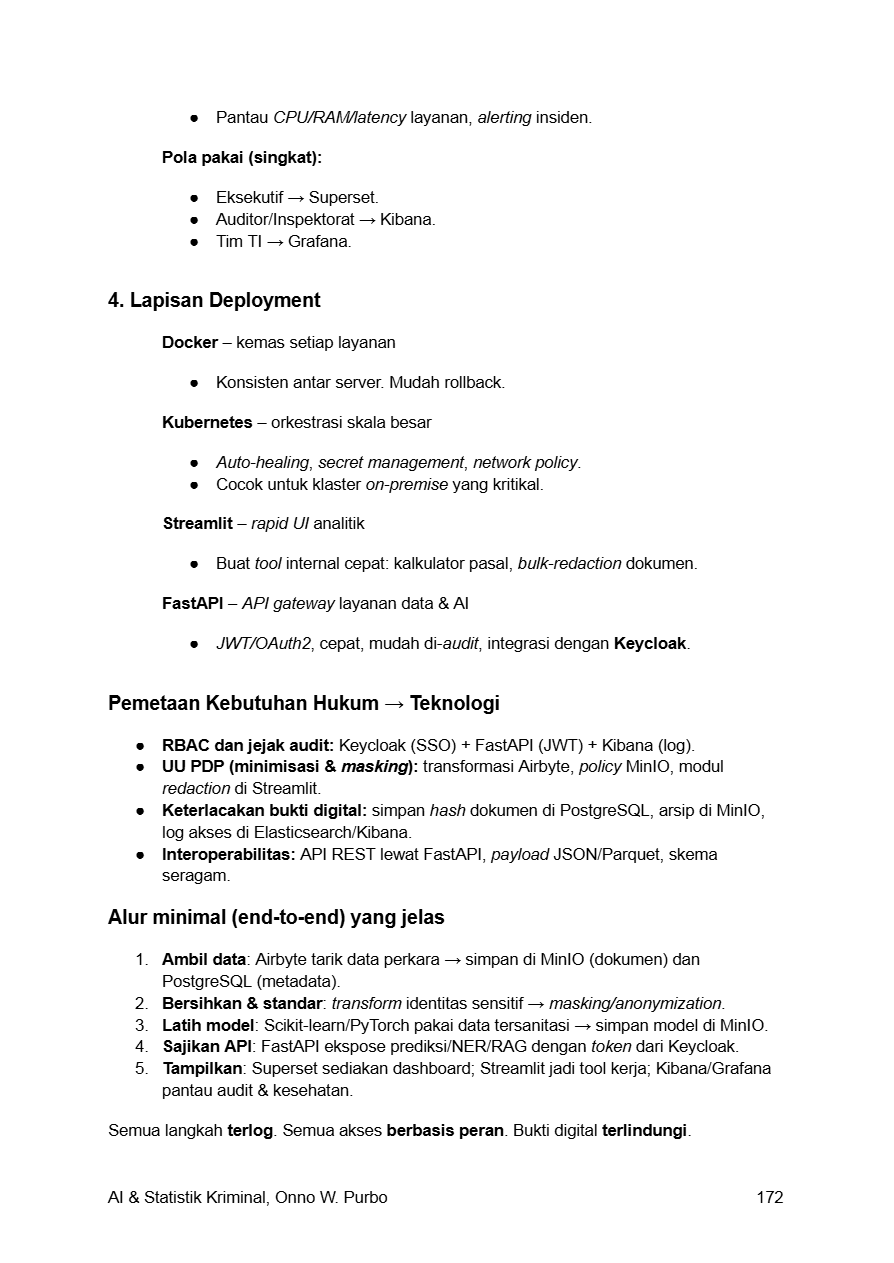 ● Pantau CPU/RAM/latency layanan, alerting insiden.
Pola pakai (singkat):
● Eksekutif → Superset.
● Auditor/Inspektorat → Kibana.
● Tim TI → Grafana.
4. Lapisan Deployment
Docker – kemas setiap layanan
● Konsisten antar server. Mudah rollback.
Kubernetes – orkestrasi skala besar
● Auto-healing, secret management, network policy.
● Cocok untuk klaster on-premise yang kritikal.
Streamlit – rapid UI analitik
● Buat tool internal cepat: kalkulator pasal, bulk-redaction dokumen.
FastAPI – API gateway layanan data & AI
● JWT/OAuth2, cepat, mudah di-audit, integrasi dengan Keycloak.
Pemetaan Kebutuhan Hukum → Teknologi
● RBAC dan jejak audit: Keycloak (SSO) + FastAPI (JWT) + Kibana (log).
● UU PDP (minimisasi & masking): transformasi Airbyte, policy MinIO, modul
redaction di Streamlit.
● Keterlacakan bukti digital: simpan hash dokumen di PostgreSQL, arsip di MinIO,
log akses di Elasticsearch/Kibana.
● Interoperabilitas: API REST lewat FastAPI, payload JSON/Parquet, skema
seragam.
Alur minimal (end-to-end) yang jelas
1. Ambil data: Airbyte tarik data perkara → simpan di MinIO (dokumen) dan
PostgreSQL (metadata).
2. Bersihkan & standar: transform identitas sensitif → masking/anonymization.
3. Latih model: Scikit-learn/PyTorch pakai data tersanitasi → simpan model di MinIO.
4. Sajikan API: FastAPI ekspose prediksi/NER/RAG dengan token dari Keycloak.
5. Tampilkan: Superset sediakan dashboard; Streamlit jadi tool kerja; Kibana/Grafana
pantau audit & kesehatan.
Semua langkah terlog. Semua akses berbasis peran. Bukti digital terlindungi.
AI & Statistik Kriminal, Onno W. Purbo 172